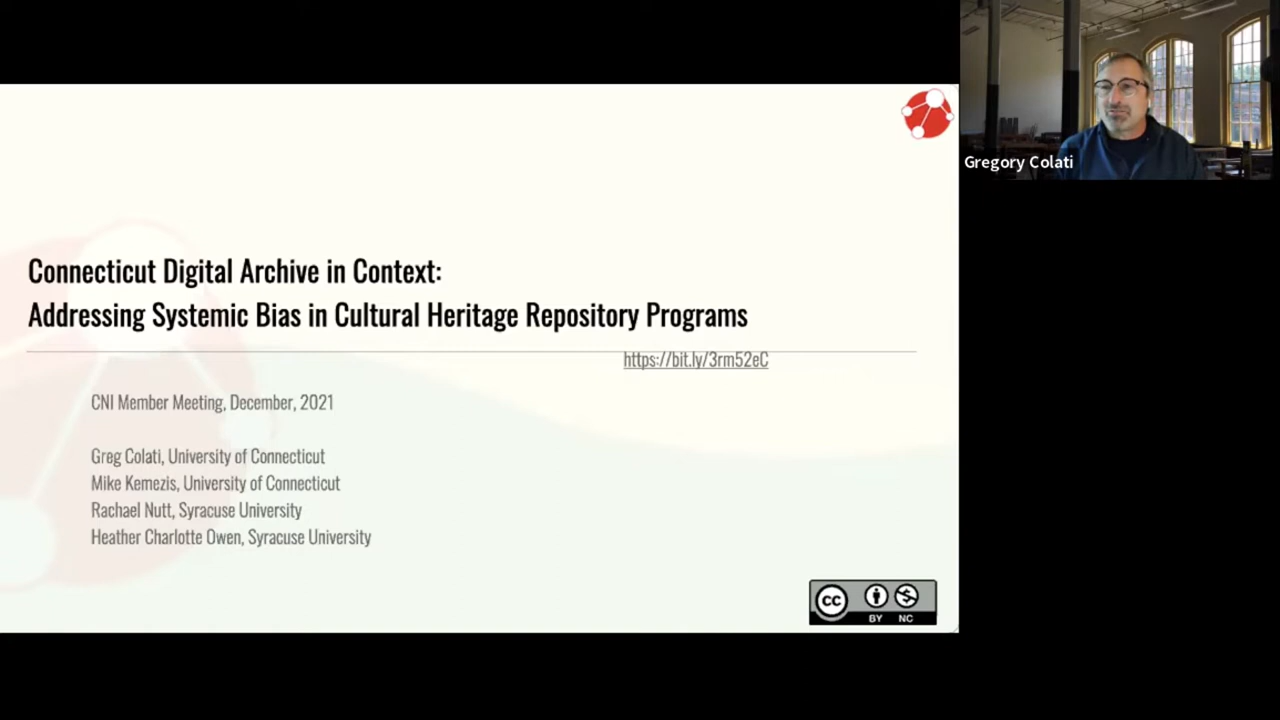 Gregory Colati
Connecticut Digital Archive in Context:
Addressing Systemic Bias in Cultural Heritage Repository Programs
https://bit.ly/3rm52eC
CNI Member Meeting, December, 2021
Greg Colati, University of Connecticut
Mike Kemezis, University of Connecticut
Rachael Nutt, Syracuse University
Heather Charlotte Owen, Syracuse University
CC
BY NC